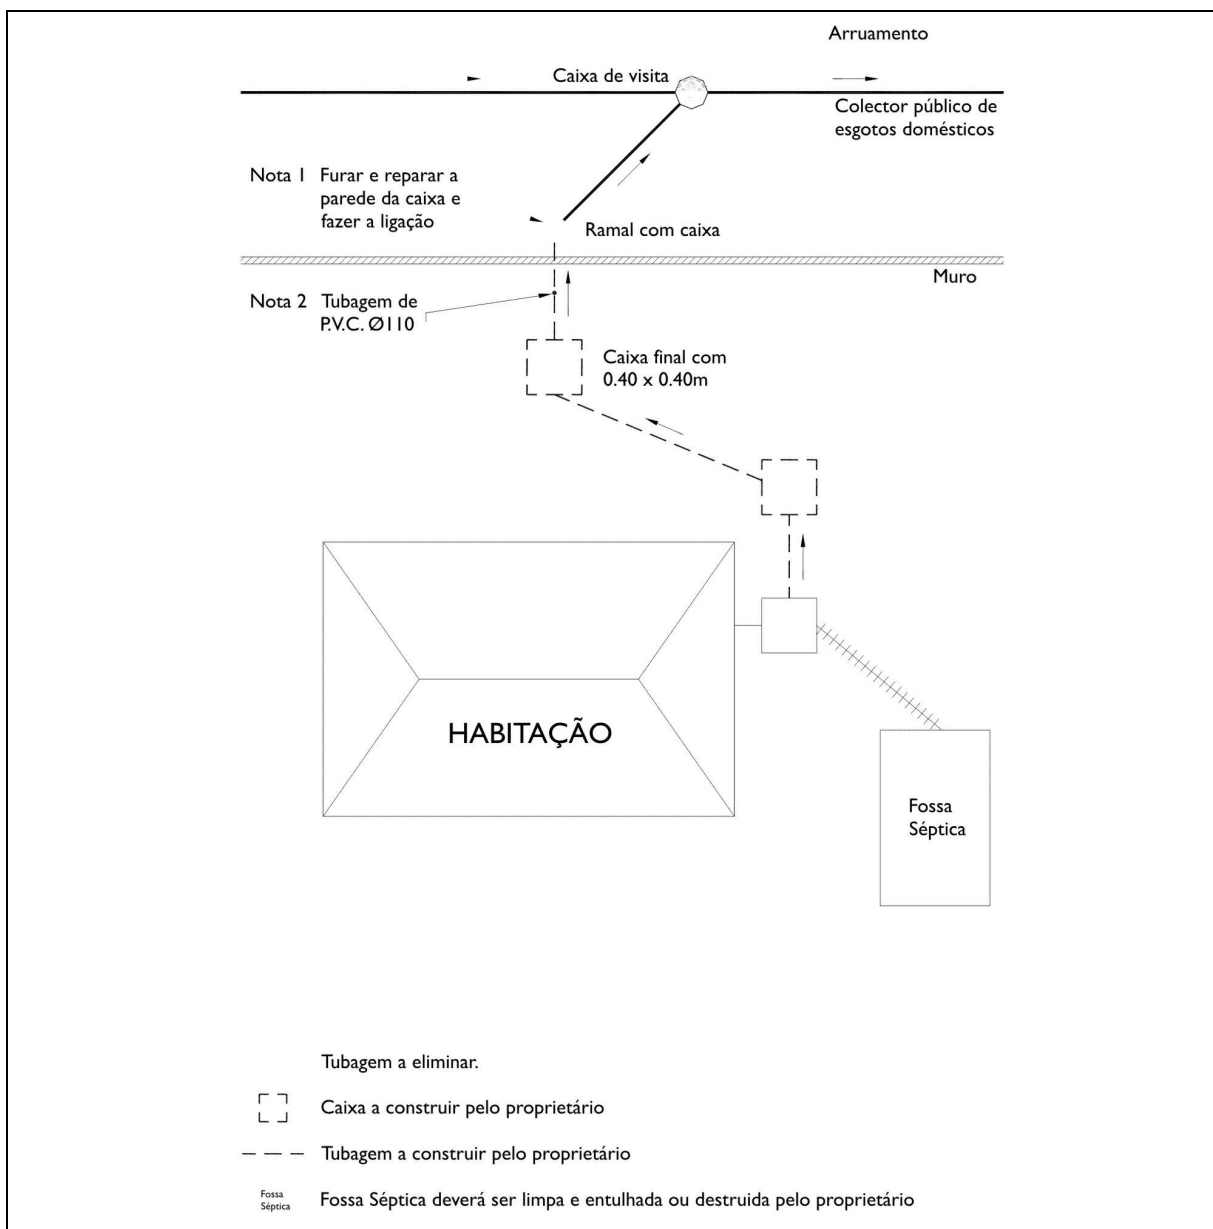 Arruamento
Caixa de visita
Colector público de
esgotos domésticos
Nota 1 Furar e reparar a
parede da caixa e
fazer a ligação
Ramal com caixa
Muro
Nota 2 Tubagem de
P.V.C. Ø110
Caixa final com
0.40 x 0.40m
HABITAÇÃO
Fossa
Séptica
Tubagem a eliminar.
Caixa a construir pelo proprietário
Tubagem a construir pelo proprietário
Fossa
Séptica
Fossa Séptica deverá ser limpa e entulhada ou destruida pelo proprietário